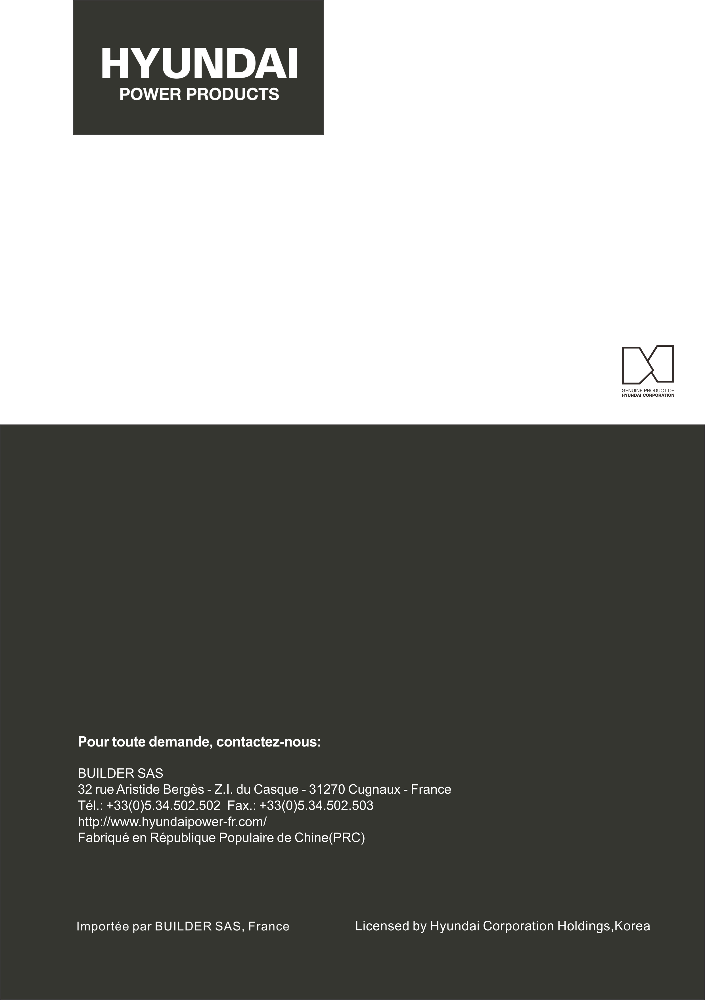 HYUNDAI
POWER PRODUCTS
GENUINE PRODUCT OF
HYUNDAI CORPORATION
Pour toute demande, contactez-nous:
BUILDER SAS
32 rue Aristide Bergès - Z.I. du Casque - 31270 Cugnaux - France
Tél.: +33(0)5.34.502.502  Fax.: +33(0)5.34.502.503
http://www.hyundaipower-fr.com/
Fabriqué en République Populaire de Chine(PRC)
Importée par BUILDER SAS, France
Licensed by Hyundai Corporation Holdings,Korea